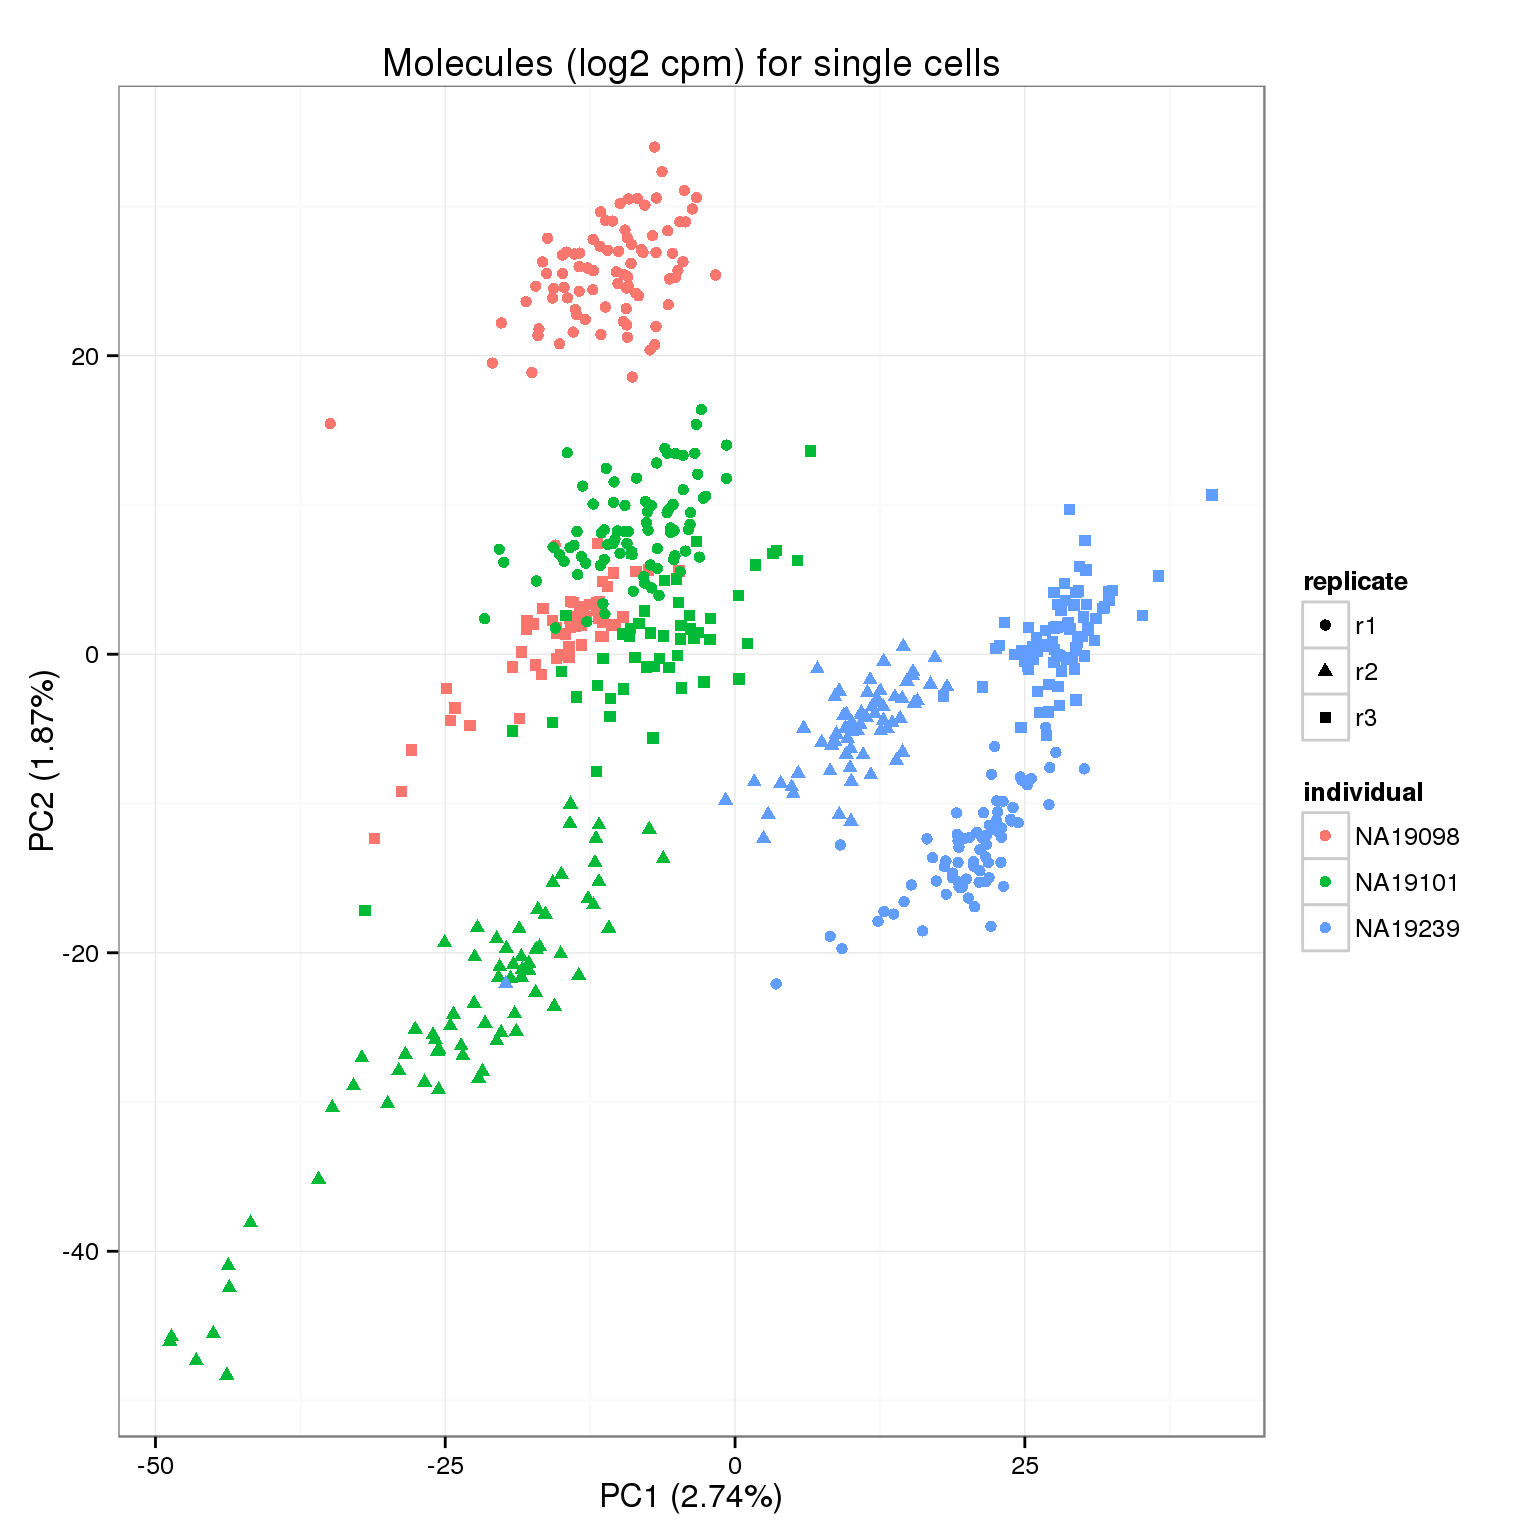 Molecules (log2 cpm) for single cells
20
0
-20
-40
PC2 (1.87%)
-50
-25
0
25
PC1 (2.74%)
replicate
r1
r2
r3
individual
NA19098
NA19101
NA19239